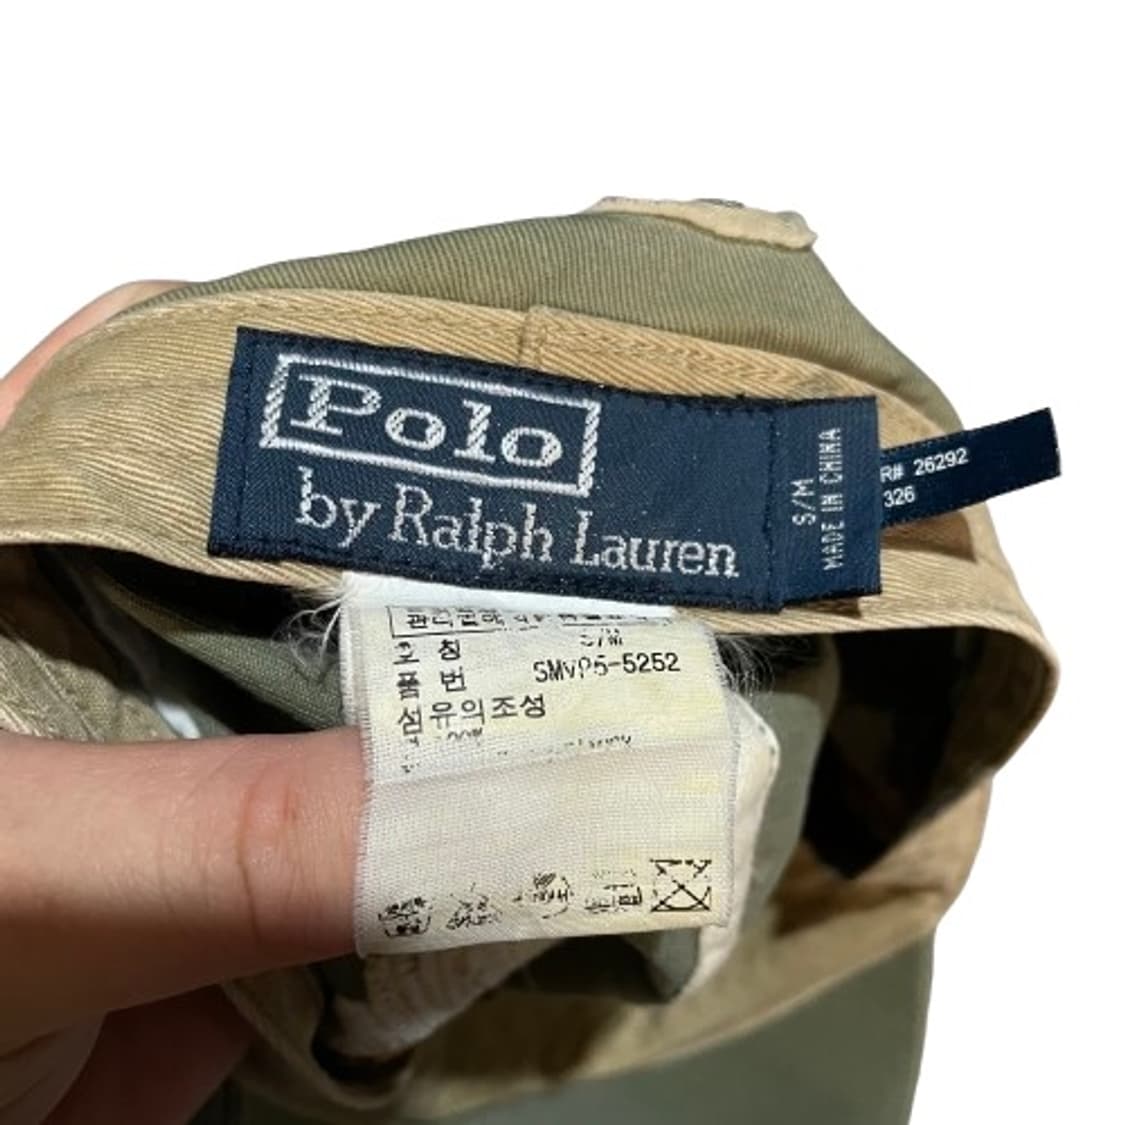 Polo
by Ralph Lauren
S/M
MADE IN CHINA
R# 26292
326
호 칭 S/M
품 번 SMVP5-5252
섬유의조성